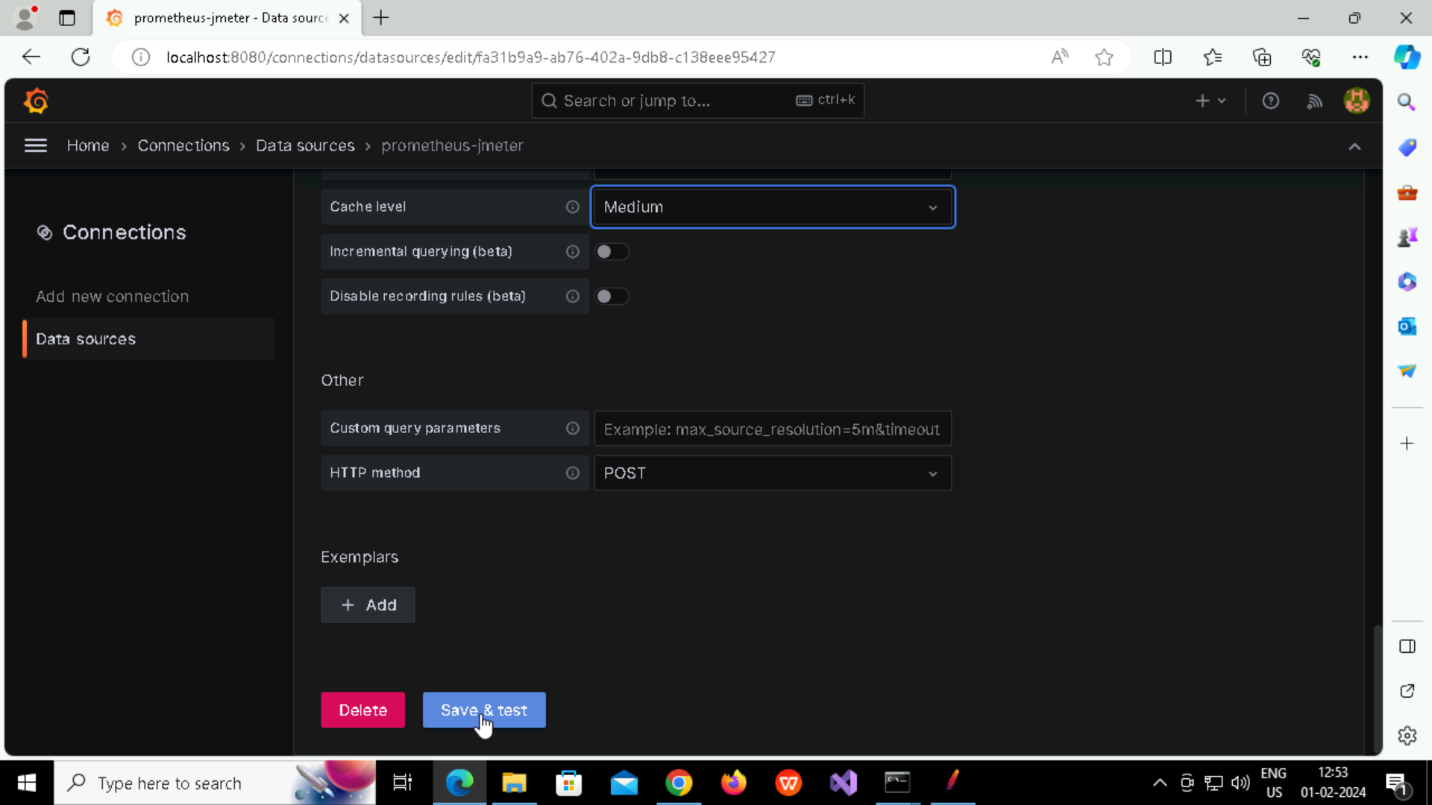 prometheus-jmeter - Data sourc
localhost:8080/connections/datasources/edit/fa31b9a9-ab76-402a-9db8-c138eee95427
Search or jump to... ctrl+k
Home › Connections › Data sources › prometheus-jmeter
Connections
Add new connection
Data sources
Cache level
Medium
Incremental querying (beta)
Disable recording rules (beta)
Other
Custom query parameters
Example: max_source_resolution=5m&timeout
HTTP method
POST
Exemplars
+ Add
Delete
Save & test
Type here to search
ENG
US
12:53
01-02-2024
1